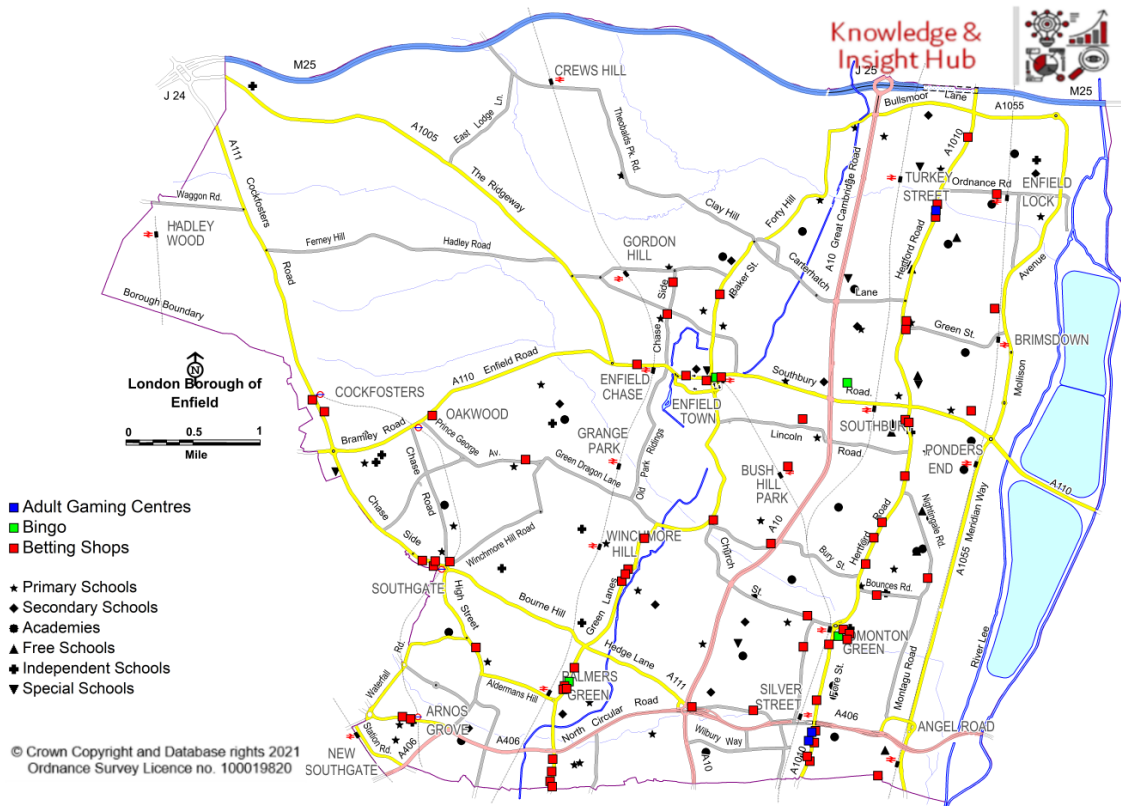 Knowledge &
Insight Hub
M25
J 24
CREWS HILL
J 25
Bullsmoor Lane
A1055
M25
East Lodge Ln.
Theobalds Pk. Rd.
A1005
A1010
A111
Cockfosters
The Ridgeway
A10 Great Cambridge Road
TURKEY
STREET
Ordnance Rd
ENFIELD
LOCK
Waggon Rd.
HADLEY
WOOD
Clay Hill
Forty Hill
Ferney Hill
Hadley Road
GORDON
HILL
Hertford Road
Road
Side
Baker St.
Carterhatch
Lane
Avenue
Borough Boundary
Chase
Green St.
BRIMSDOWN
N
London Borough of
Enfield
0 0.5 1
Mile
COCKFOSTERS
A110
Enfield Road
ENFIELD
CHASE
ENFIELD
TOWN
Southbury
Road.
Mollison
OAKWOOD
Bramley Road
Prince George
Av.
GRANGE
PARK
Old Park Ridings
Lincoln
Road.
SOUTHBURY
PONDERS
END
Green Dragon Lane
BUSH
HILL
PARK
A110
Chase
Road
Chase
Side
Nightingale Rd.
A1055 Meridian Way
Adult Gaming Centres
Bingo
Betting Shops
Winchmore Hill Road
WINCHMORE
HILL
A10
Hertford Road
Church
St.
Bury St.
Bounces Rd.
Primary Schools
Secondary Schools
Academies
Free Schools
Independent Schools
Special Schools
SOUTHGATE
High Street
Bourne Hill
Green Lanes
Hedge Lane
EDMONTON
GREEN
River Lee
Montagu Road
Waterfall
Rd.
Aldermans Hill
PALMERS
GREEN
A111
SILVER
STREET
Fore St.
ARNOS
GROVE
North Circular Road
A406
ANGEL ROAD
Station Rd.
A406
A406
NEW
SOUTHGATE
Wilbury Way
A10
A1010
© Crown Copyright and Database rights 2021
Ordnance Survey Licence no. 100019820